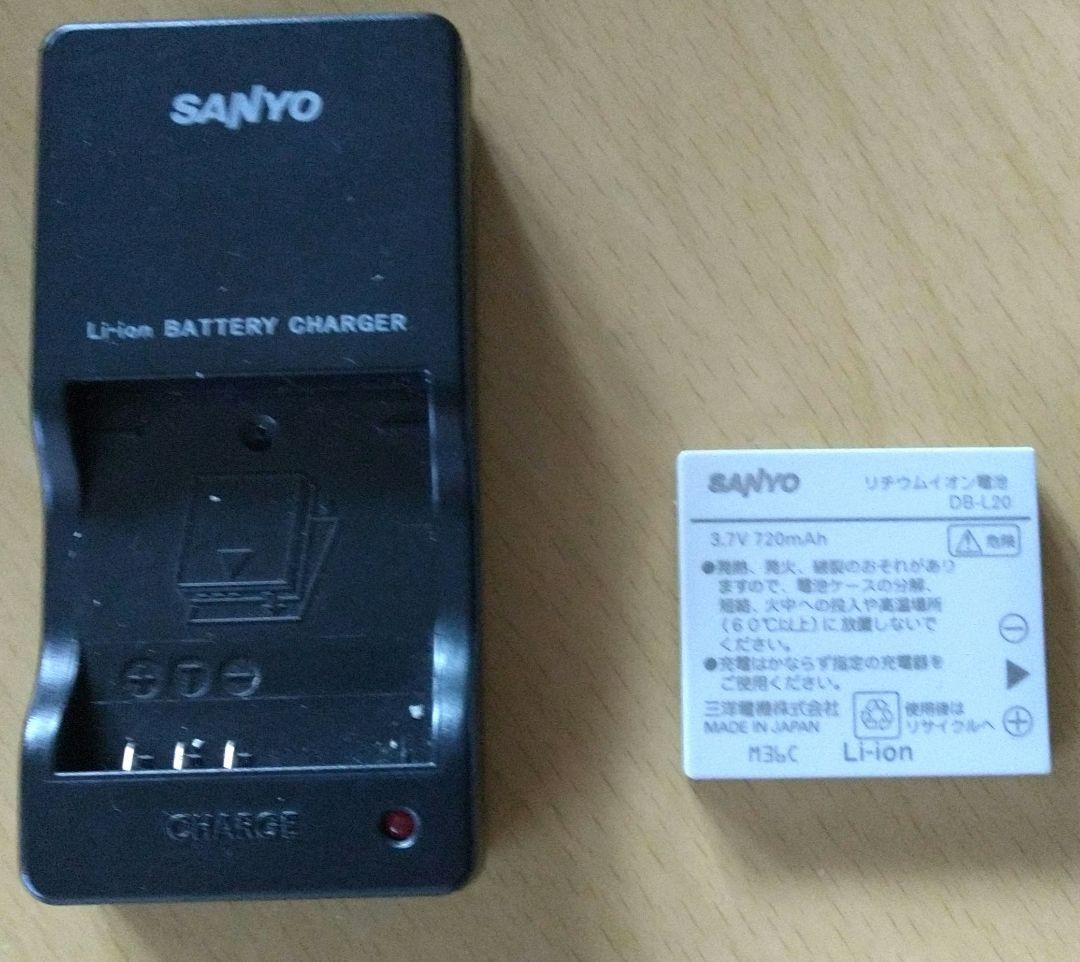 SANYO
Li-ion BATTERY CHARGER
+ T −
CHARGE
SANYO
リチウムイオン電池
DB-L20
3.7V 720mAh
⚠危険
●発熱、発火、破裂のおそれがあり
ますので、電池ケースの分解、
短絡、火中への投入や高温場所
(60℃以上)に放置しないで
ください。
●充電はかならず指定の充電器を
ご使用ください。
三洋電機株式会社
MADE IN JAPAN
使用後は
リサイクルへ
M36C
Li-ion
−
+